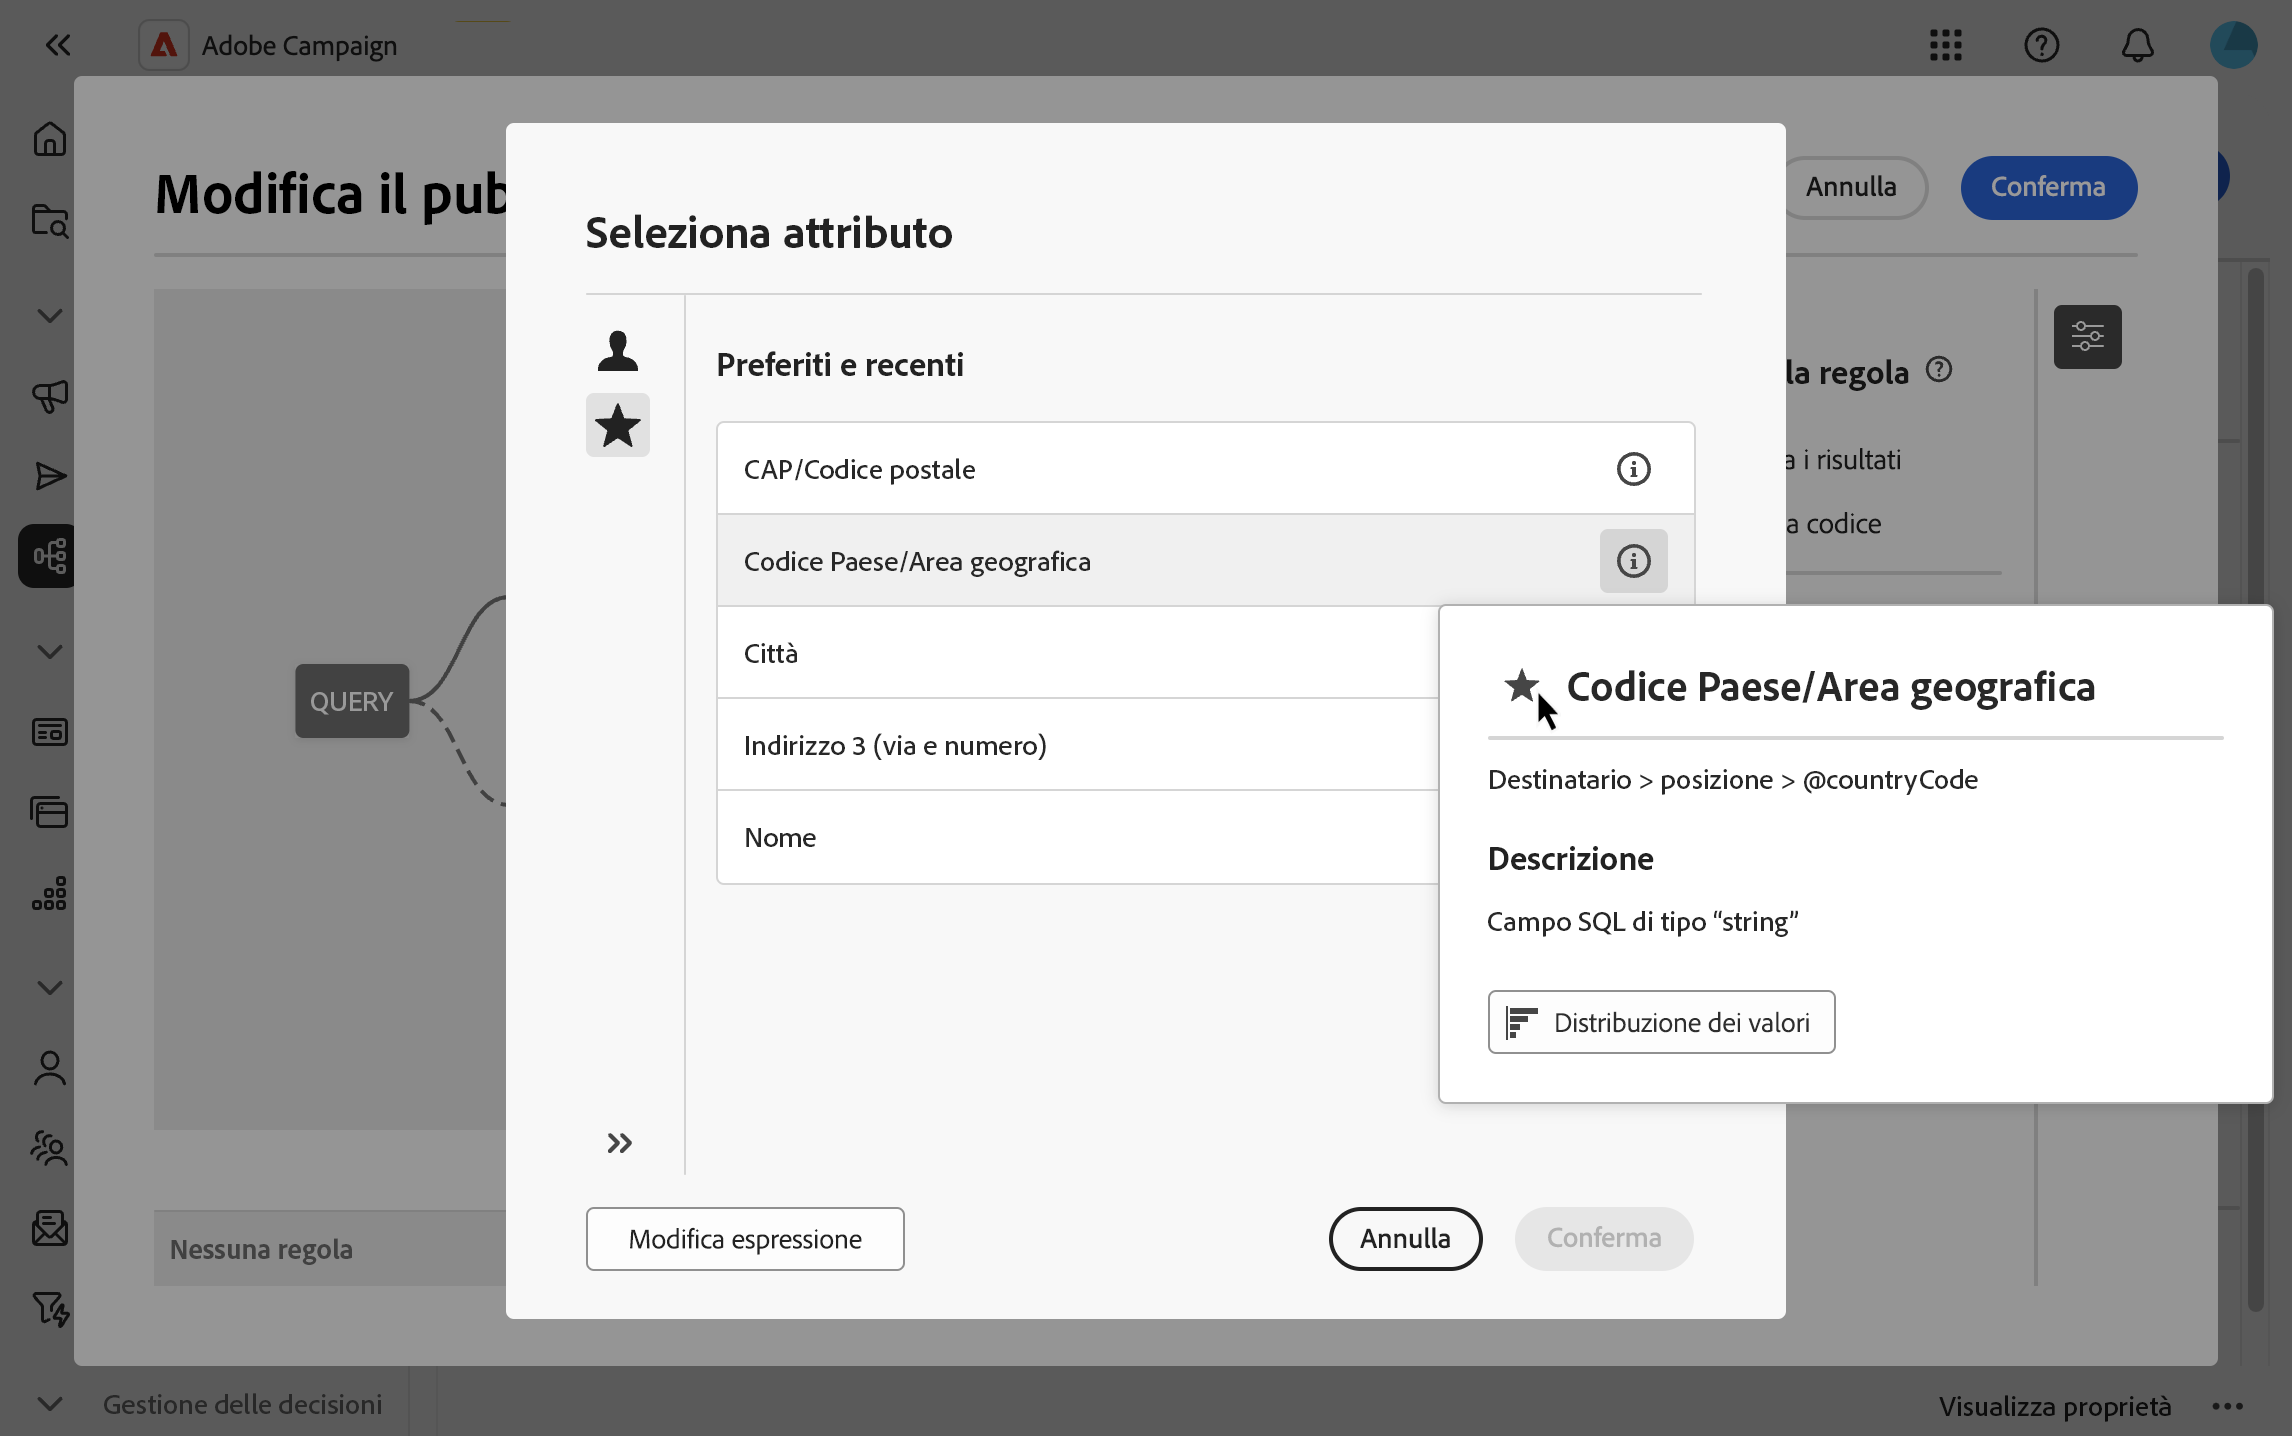 Adobe Campaign
Modifica il pub
Annulla
Conferma
Seleziona attributo
Preferiti e recenti
la regola
CAP/Codice postale
a i risultati
a codice
Codice Paese/Area geografica
Città
Codice Paese/Area geografica
QUERY
Indirizzo 3 (via e numero)
Destinatario > posizione > @countryCode
Nome
Descrizione
Campo SQL di tipo “string”
Distribuzione dei valori
Modifica espressione
Annulla
Conferma
Nessuna regola
Gestione delle decisioni
Visualizza proprietà